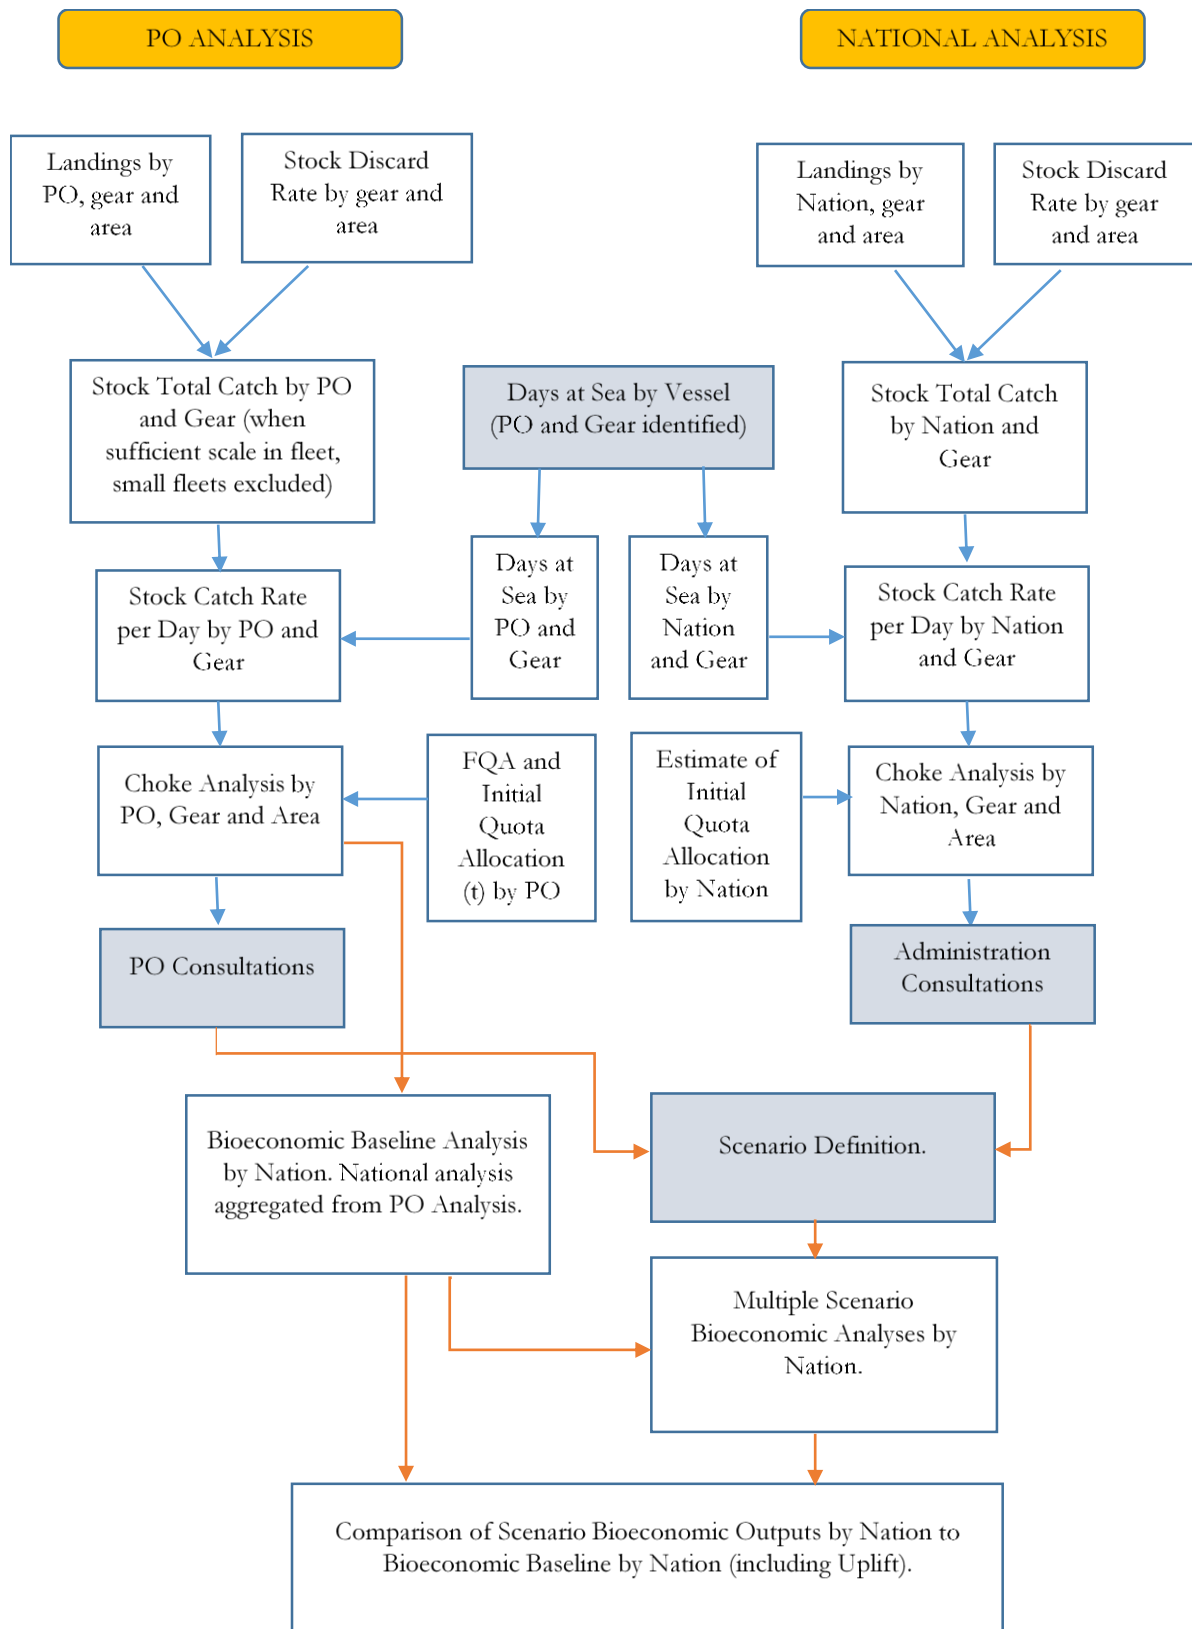 PO ANALYSIS
NATIONAL ANALYSIS
Landings by
PO, gear and
area
Stock Discard
Rate by gear and
area
Landings by
Nation, gear
and area
Stock Discard
Rate by gear
and area
Stock Total Catch by PO
and Gear (when
sufficient scale in fleet,
small fleets excluded)
Days at Sea by Vessel
(PO and Gear identified)
Stock Total Catch
by Nation and
Gear
Stock Catch Rate
per Day by PO and
Gear
Days at
Sea by
PO and
Gear
Days at
Sea by
Nation
and Gear
Stock Catch Rate
per Day by Nation
and Gear
Choke Analysis by
PO, Gear and Area
FQA and
Initial
Quota
Allocation
(t) by PO
Estimate of
Initial
Quota
Allocation
by Nation
Choke Analysis by
Nation, Gear and
Area
PO Consultations
Administration
Consultations
Bioeconomic Baseline Analysis
by Nation. National analysis
aggregated from PO Analysis.
Scenario Definition.
Multiple Scenario
Bioeconomic Analyses by
Nation.
Comparison of Scenario Bioeconomic Outputs by Nation to
Bioeconomic Baseline by Nation (including Uplift).